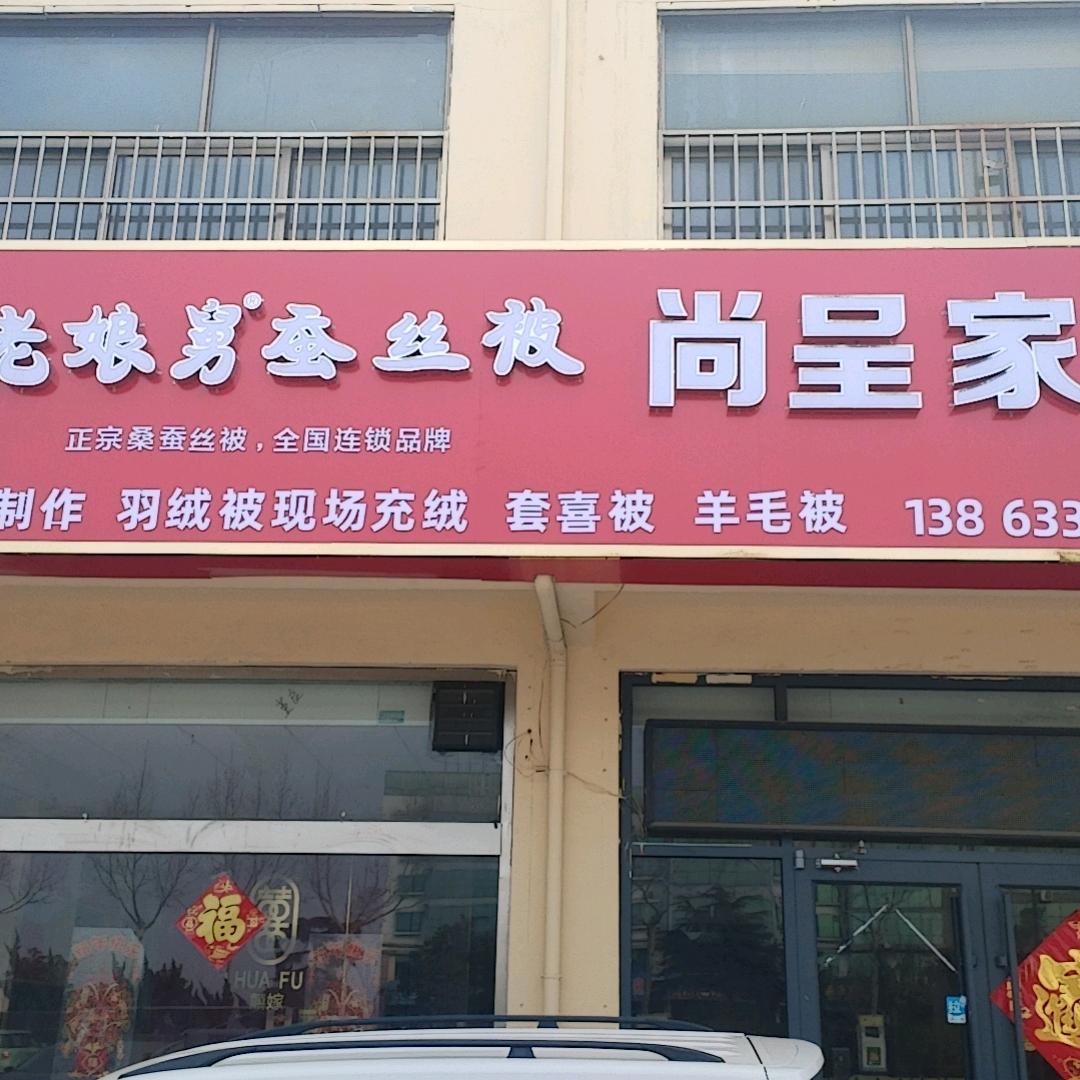 老娘舅®蚕丝被 尚呈家
正宗桑蚕丝被，全国连锁品牌
制作 羽绒被现场充绒 套喜被 羊毛被 138 633
福
HUA FU